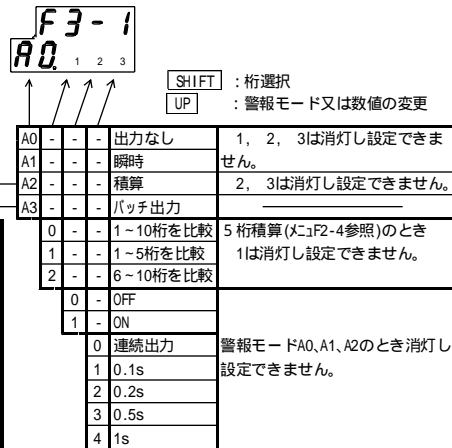 F3-1
A0. 1 2 3
SHIFT :桁選択
UP :警報モード又は数値の変更
A0 - - - 出力なし 1, 2, 3は消灯し設定できま
A1 - - - 瞬時 せん。
A2 - - - 積算 2, 3は消灯し設定できません。
A3 - - - バッチ出力 ―――――
0 - - 1~10桁を比較 5桁積算(メニュF2-4参照)のとき
1 - - 1~5桁を比較 1は消灯し設定できません。
2 - - 6~10桁を比較
0 - OFF
1 - ON
0 連続出力 警報モードA0、A1、A2のとき消灯し
1 0.1s 設定できません。
2 0.2s
3 0.5s
4 1s